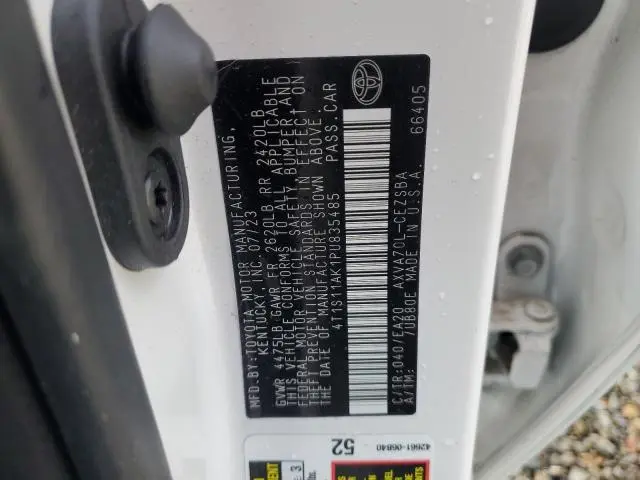 MFD.BY:TOYOTA MOTOR MANUFACTURING,
KENTUCKY, INC. 07/23
GVWR 4475LB GAWR FR 2620LB RR 2420LB
THIS VEHICLE CONFORMS TO ALL APPLICABLE
FEDERAL MOTOR VEHICLE SAFETY, BUMPER, AND
THEFT PREVENTION STANDARDS IN EFFECT ON
THE DATE OF MANUFACTURE SHOWN ABOVE.
4T1S11AK1PU835485 PASS.CAR
C/TR:040/EA20 AXVA70L-CEZSBA
A/TM: /UB80E MADE IN U.S.A. 66405
52
42661-06B40